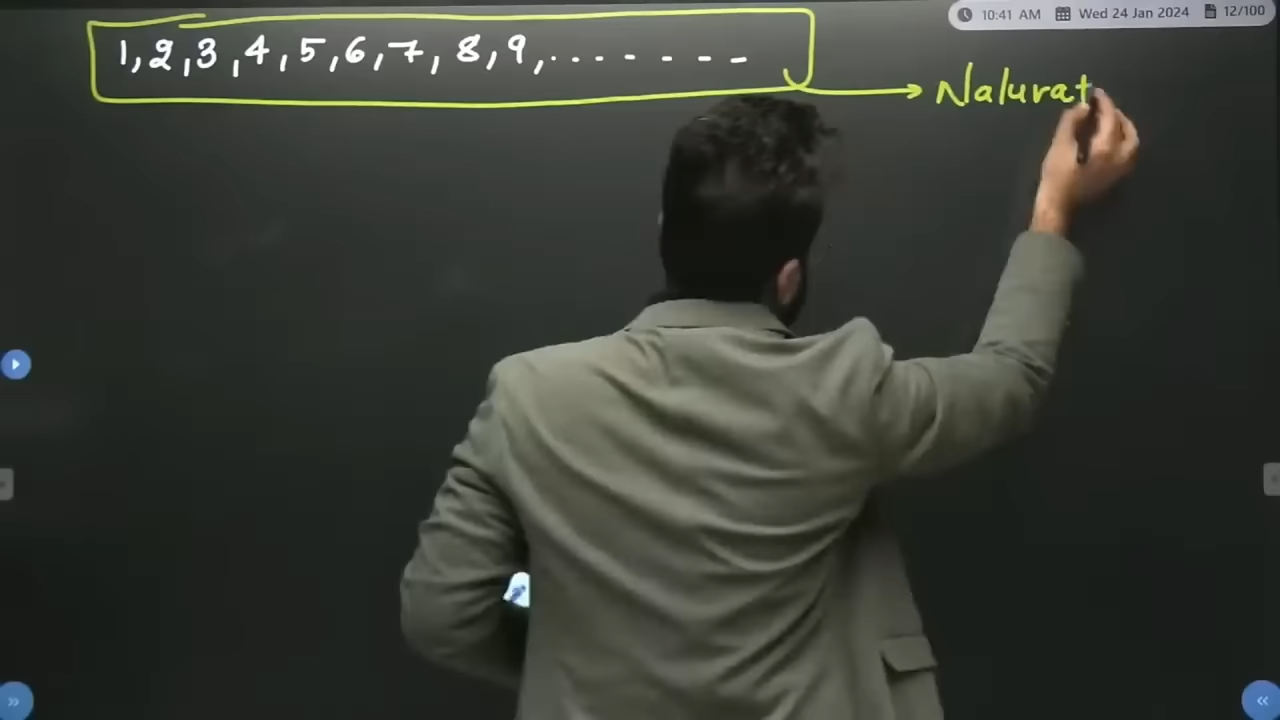 10:41 AM Wed 24 Jan 2024 12/100
1, 2, 3, 4, 5, 6, 7, 8, 9, .......
Nalurat